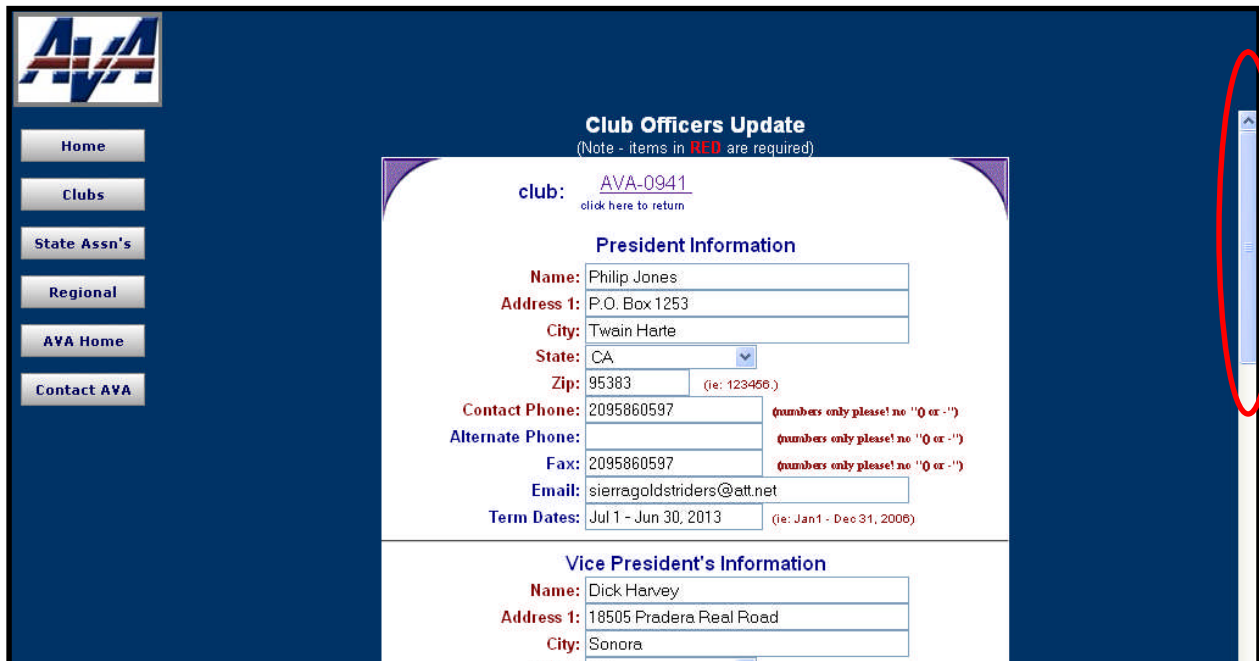 AVA
Home
Clubs
State Assn's
Regional
AVA Home
Contact AVA
Club Officers Update
(Note - items in RED are required)
club: AVA-0941
click here to return
President Information
Name: Philip Jones
Address 1: P.O. Box 1253
City: Twain Harte
State: CA
Zip: 95383 (ie: 123456.)
Contact Phone: 2095860597 (numbers only please! no "() or -")
Alternate Phone: (numbers only please! no "() or -")
Fax: 2095860597 (numbers only please! no "() or -")
Email: sierragoldstriders@att.net
Term Dates: Jul 1 - Jun 30, 2013 (ie: Jan1 - Dec 31, 2006)
Vice President's Information
Name: Dick Harvey
Address 1: 18505 Pradera Real Road
City: Sonora